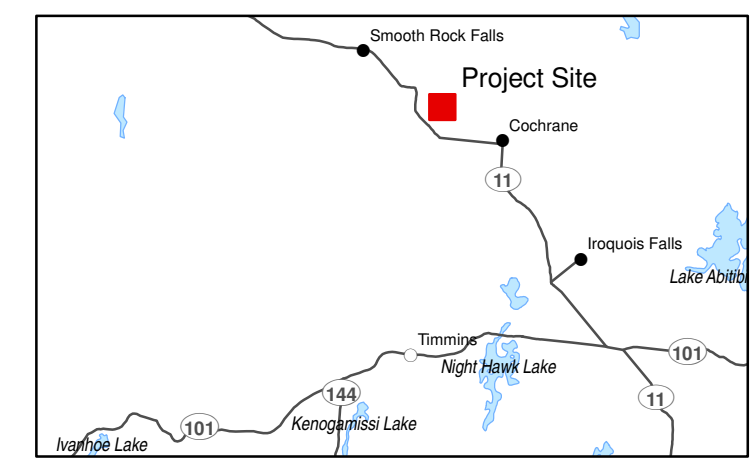 Smooth Rock Falls
Project Site
Cochrane
11
Iroquois Falls
Lake Abitibi
Timmins
101
Night Hawk Lake
144
11
Kenogamissi Lake
101
Ivanhoe Lake